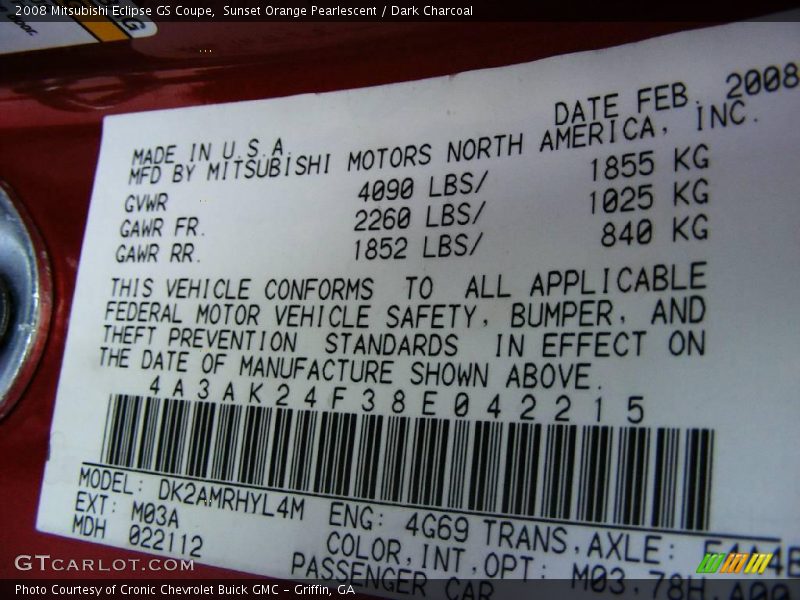 2008 Mitsubishi Eclipse GS Coupe, Sunset Orange Pearlescent / Dark Charcoal
DATE FEB. 2008
MADE IN U.S.A.
MFD BY MITSUBISHI MOTORS NORTH AMERICA, INC.
GVWR 4090 LBS/ 1855 KG
GAWR FR. 2260 LBS/ 1025 KG
GAWR RR. 1852 LBS/ 840 KG
THIS VEHICLE CONFORMS TO ALL APPLICABLE
FEDERAL MOTOR VEHICLE SAFETY, BUMPER, AND
THEFT PREVENTION STANDARDS IN EFFECT ON
THE DATE OF MANUFACTURE SHOWN ABOVE.
4A3AK24F38E042215
MODEL: DK2AMRHYL4M ENG: 4G69 TRANS,AXLE:
EXT: M03A COLOR,INT,OPT: M03,78H,A00
MDH 022112 PASSENGER CAR
GTCARLOT.COM
Photo Courtesy of Cronic Chevrolet Buick GMC - Griffin, GA